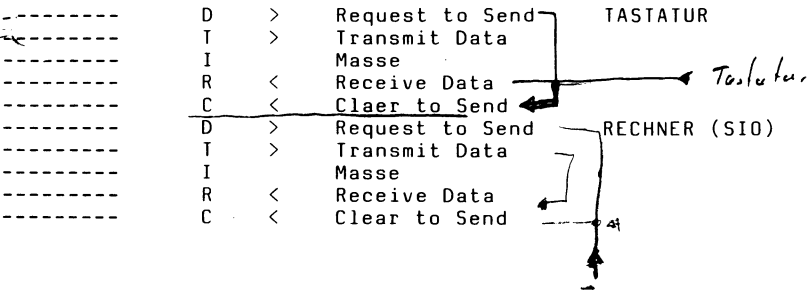 --------- D > Request to Send TASTATUR
--------- T > Transmit Data
--------- I Masse
--------- R < Receive Data Tastatur
--------- C < Claer to Send
--------- D > Request to Send RECHNER (SIO)
--------- T > Transmit Data
--------- I Masse
--------- R < Receive Data
--------- C < Clear to Send